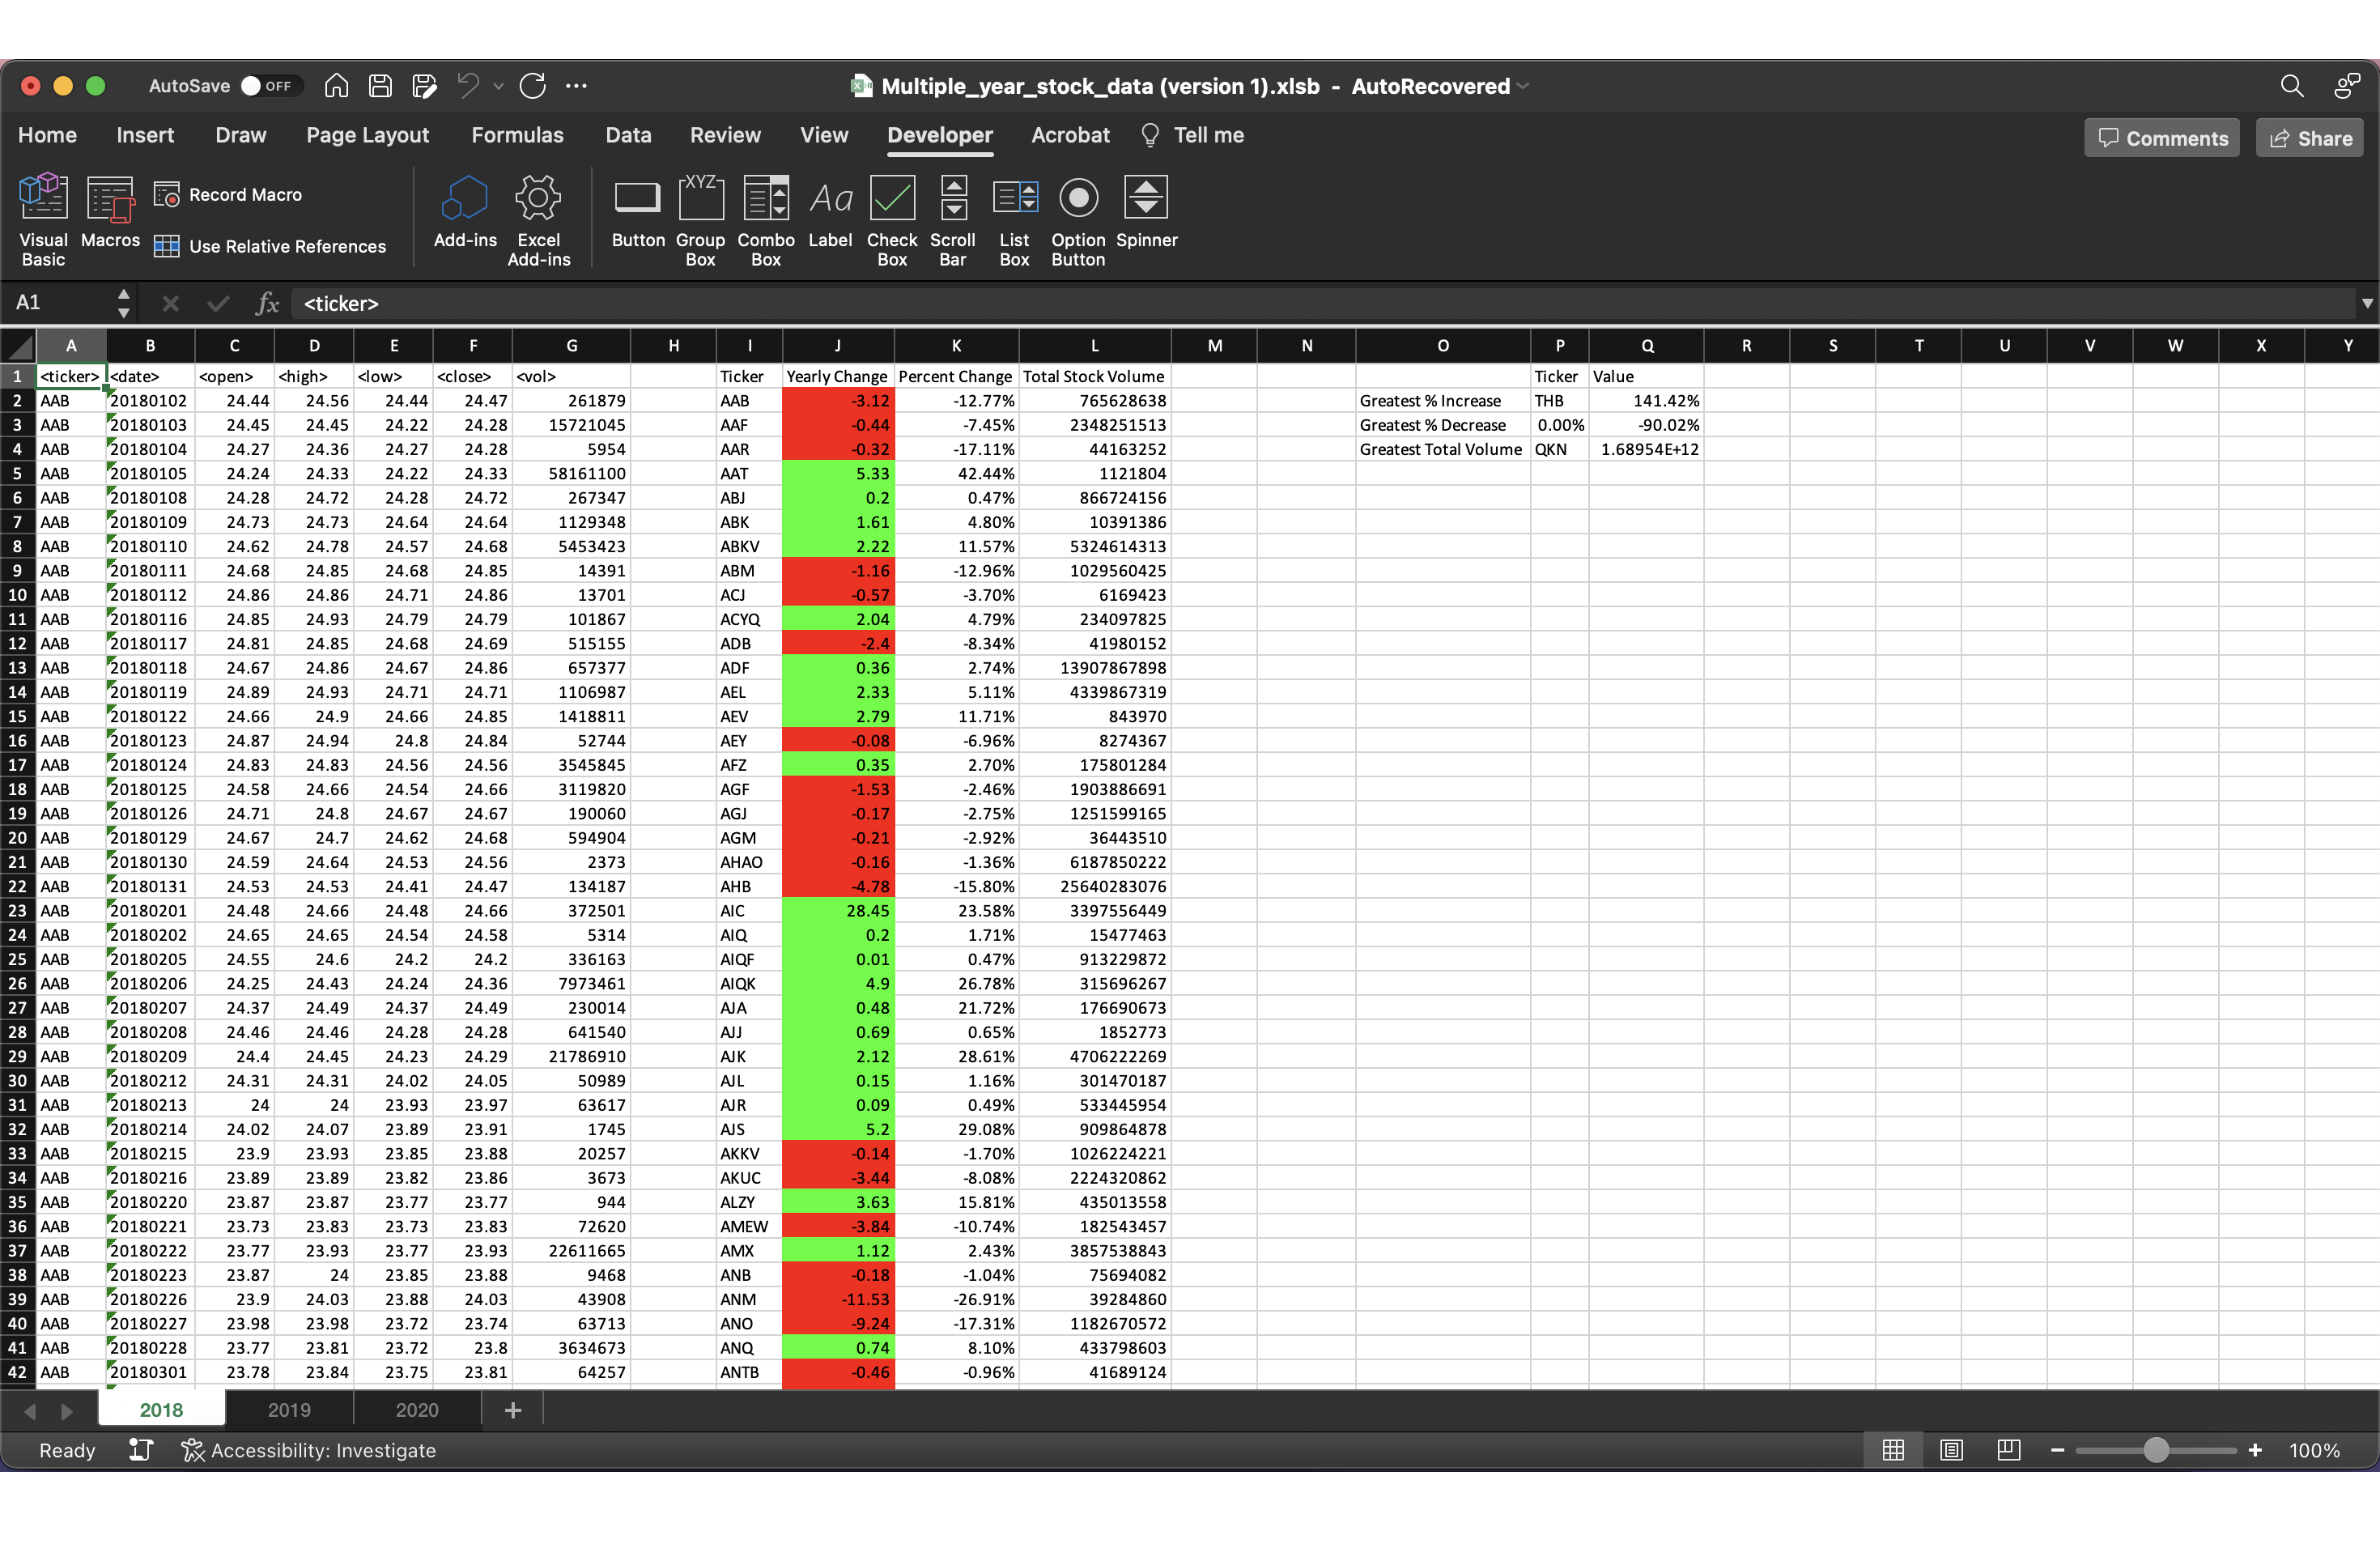 AutoSave OFF Multiple_year_stock_data (version 1).xlsb - AutoRecovered
Home Insert Draw Page Layout Formulas Data Review View Developer Acrobat Tell me Comments Share
XYZ Aa
Record Macro
Visual Basic Macros Use Relative References Add-ins Excel Add-ins Button Group Box Combo Box Label Check Box Scroll Bar List Box Option Button Spinner
A1 fx <ticker>
A B C D E F G H I J K L M N O P Q R S T U V W X Y
1 <ticker> <date> <open> <high> <low> <close> <vol> Ticker Yearly Change Percent Change Total Stock Volume Ticker Value
2 AAB 20180102 24.44 24.56 24.44 24.47 261879 AAB -3.12 -12.77% 765628638 Greatest % Increase THB 141.42%
3 AAB 20180103 24.45 24.45 24.22 24.28 15721045 AAF -0.44 -7.45% 2348251513 Greatest % Decrease 0.00% -90.02%
4 AAB 20180104 24.27 24.36 24.27 24.28 5954 AAR -0.32 -17.11% 44163252 Greatest Total Volume QKN 1.68954E+12
5 AAB 20180105 24.24 24.33 24.22 24.33 58161100 AAT 5.33 42.44% 1121804
6 AAB 20180108 24.28 24.72 24.28 24.72 267347 ABJ 0.2 0.47% 866724156
7 AAB 20180109 24.73 24.73 24.64 24.64 1129348 ABK 1.61 4.80% 10391386
8 AAB 20180110 24.62 24.78 24.57 24.68 5453423 ABKV 2.22 11.57% 5324614313
9 AAB 20180111 24.68 24.85 24.68 24.85 14391 ABM -1.16 -12.96% 1029560425
10 AAB 20180112 24.86 24.86 24.71 24.86 13701 ACJ -0.57 -3.70% 6169423
11 AAB 20180116 24.85 24.93 24.79 24.79 101867 ACYQ 2.04 4.79% 234097825
12 AAB 20180117 24.81 24.85 24.68 24.69 515155 ADB -2.4 -8.34% 41980152
13 AAB 20180118 24.67 24.86 24.67 24.86 657377 ADF 0.36 2.74% 13907867898
14 AAB 20180119 24.89 24.93 24.71 24.71 1106987 AEL 2.33 5.11% 4339867319
15 AAB 20180122 24.66 24.9 24.66 24.85 1418811 AEV 2.79 11.71% 843970
16 AAB 20180123 24.87 24.94 24.8 24.84 52744 AEY -0.08 -6.96% 8274367
17 AAB 20180124 24.83 24.83 24.56 24.56 3545845 AFZ 0.35 2.70% 175801284
18 AAB 20180125 24.58 24.66 24.54 24.66 3119820 AGF -1.53 -2.46% 1903886691
19 AAB 20180126 24.71 24.8 24.67 24.67 190060 AGJ -0.17 -2.75% 1251599165
20 AAB 20180129 24.67 24.7 24.62 24.68 594904 AGM -0.21 -2.92% 36443510
21 AAB 20180130 24.59 24.64 24.53 24.56 2373 AHAO -0.16 -1.36% 6187850222
22 AAB 20180131 24.53 24.53 24.41 24.47 134187 AHB -4.78 -15.80% 25640283076
23 AAB 20180201 24.48 24.66 24.48 24.66 372501 AIC 28.45 23.58% 3397556449
24 AAB 20180202 24.65 24.65 24.54 24.58 5314 AIQ 0.2 1.71% 15477463
25 AAB 20180205 24.55 24.6 24.2 24.2 336163 AIQF 0.01 0.47% 913229872
26 AAB 20180206 24.25 24.43 24.24 24.36 7973461 AIQK 4.9 26.78% 315696267
27 AAB 20180207 24.37 24.49 24.37 24.49 230014 AJA 0.48 21.72% 176690673
28 AAB 20180208 24.46 24.46 24.28 24.28 641540 AJJ 0.69 0.65% 1852773
29 AAB 20180209 24.4 24.45 24.23 24.29 21786910 AJK 2.12 28.61% 4706222269
30 AAB 20180212 24.31 24.31 24.02 24.05 50989 AJL 0.15 1.16% 301470187
31 AAB 20180213 24 24 23.93 23.97 63617 AJR 0.09 0.49% 533445954
32 AAB 20180214 24.02 24.07 23.89 23.91 1745 AJS 5.2 29.08% 909864878
33 AAB 20180215 23.9 23.93 23.85 23.88 20257 AKKV -0.14 -1.70% 1026224221
34 AAB 20180216 23.89 23.89 23.82 23.86 3673 AKUC -3.44 -8.08% 2224320862
35 AAB 20180220 23.87 23.87 23.77 23.77 944 ALZY 3.63 15.81% 435013558
36 AAB 20180221 23.73 23.83 23.73 23.83 72620 AMEW -3.84 -10.74% 182543457
37 AAB 20180222 23.77 23.93 23.77 23.93 22611665 AMX 1.12 2.43% 3857538843
38 AAB 20180223 23.87 24 23.85 23.88 9468 ANB -0.18 -1.04% 75694082
39 AAB 20180226 23.9 24.03 23.88 24.03 43908 ANM -11.53 -26.91% 39284860
40 AAB 20180227 23.98 23.98 23.72 23.74 63713 ANO -9.24 -17.31% 1182670572
41 AAB 20180228 23.77 23.81 23.72 23.8 3634673 ANQ 0.74 8.10% 433798603
42 AAB 20180301 23.78 23.84 23.75 23.81 64257 ANTB -0.46 -0.96% 41689124
2018 2019 2020 +
Ready Accessibility: Investigate 100%